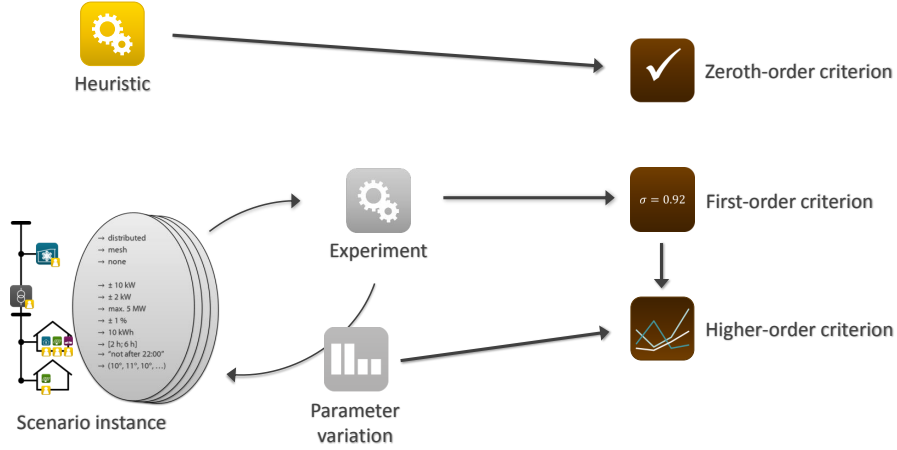 Heuristic
Zeroth-order criterion
σ = 0.92
First-order criterion
Experiment
→ distributed
→ mesh
→ none
→ ± 10 kW
→ ± 2 kW
→ max. 5 MW
→ ± 1 %
→ 10 kWh
→ [2 h; 6 h]
→ "not after 22:00"
→ (10°, 11°, 10°, …)
Higher-order criterion
Scenario instance
Parameter
variation